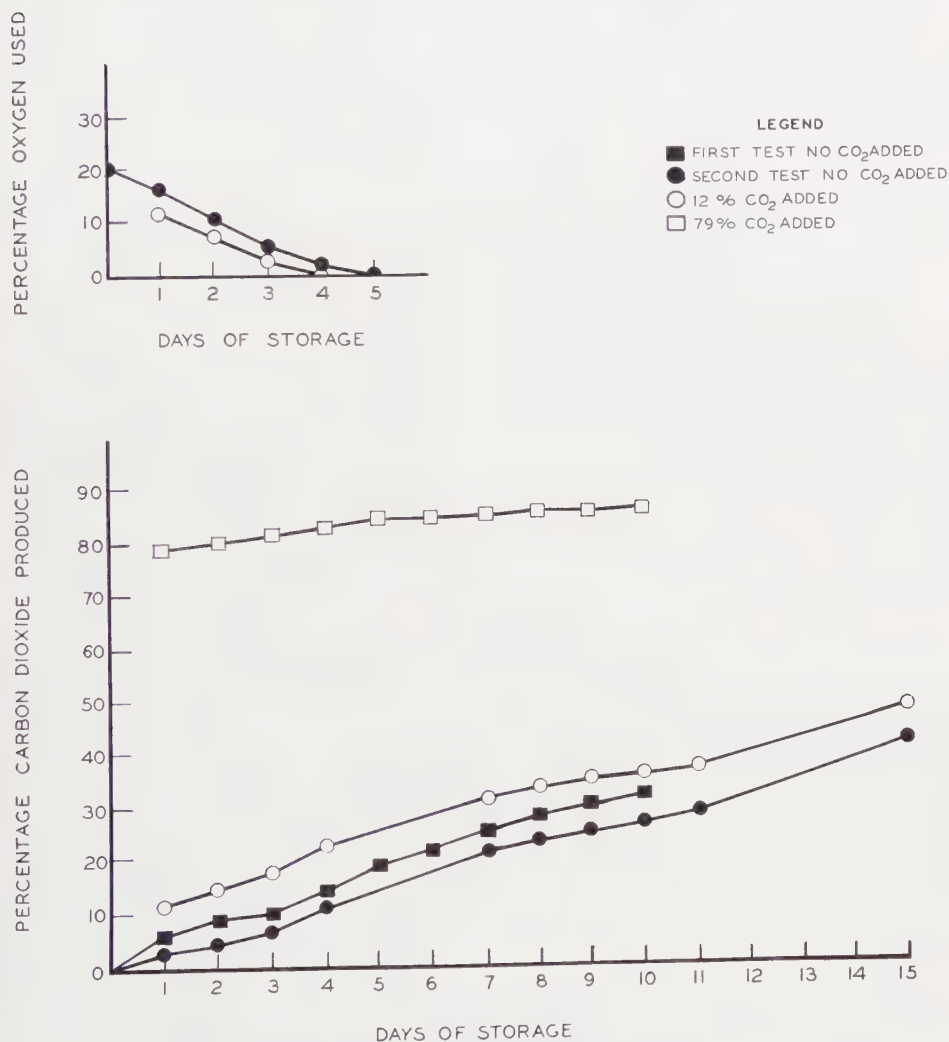 PERCENTAGE OXYGEN USED
30
20
10
0
1 2 3 4 5
DAYS OF STORAGE
LEGEND
FIRST TEST NO CO₂ADDED
SECOND TEST NO CO₂ ADDED
12 % CO₂ ADDED
79% CO₂ ADDED
PERCENTAGE CARBON DIOXIDE PRODUCED
90
80
70
60
50
40
30
20
10
0
1 2 3 4 5 6 7 8 9 10 11 12 13 14 15
DAYS OF STORAGE